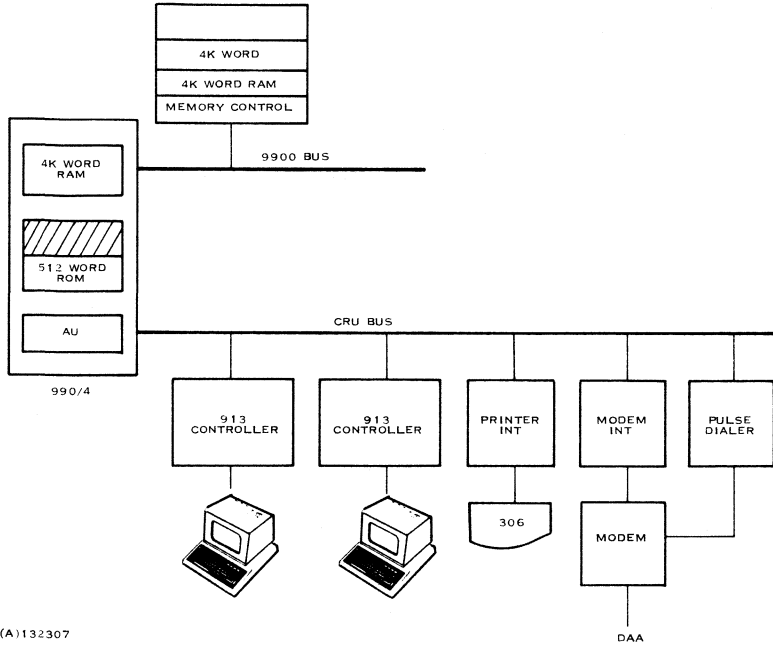 4K WORD
4K WORD RAM
MEMORY CONTROL
9900 BUS
4K WORD
RAM
512 WORD
ROM
AU
990/4
CRU BUS
913
CONTROLLER
913
CONTROLLER
PRINTER
INT
MODEM
INT
PULSE
DIALER
306
MODEM
DAA
(A)132307